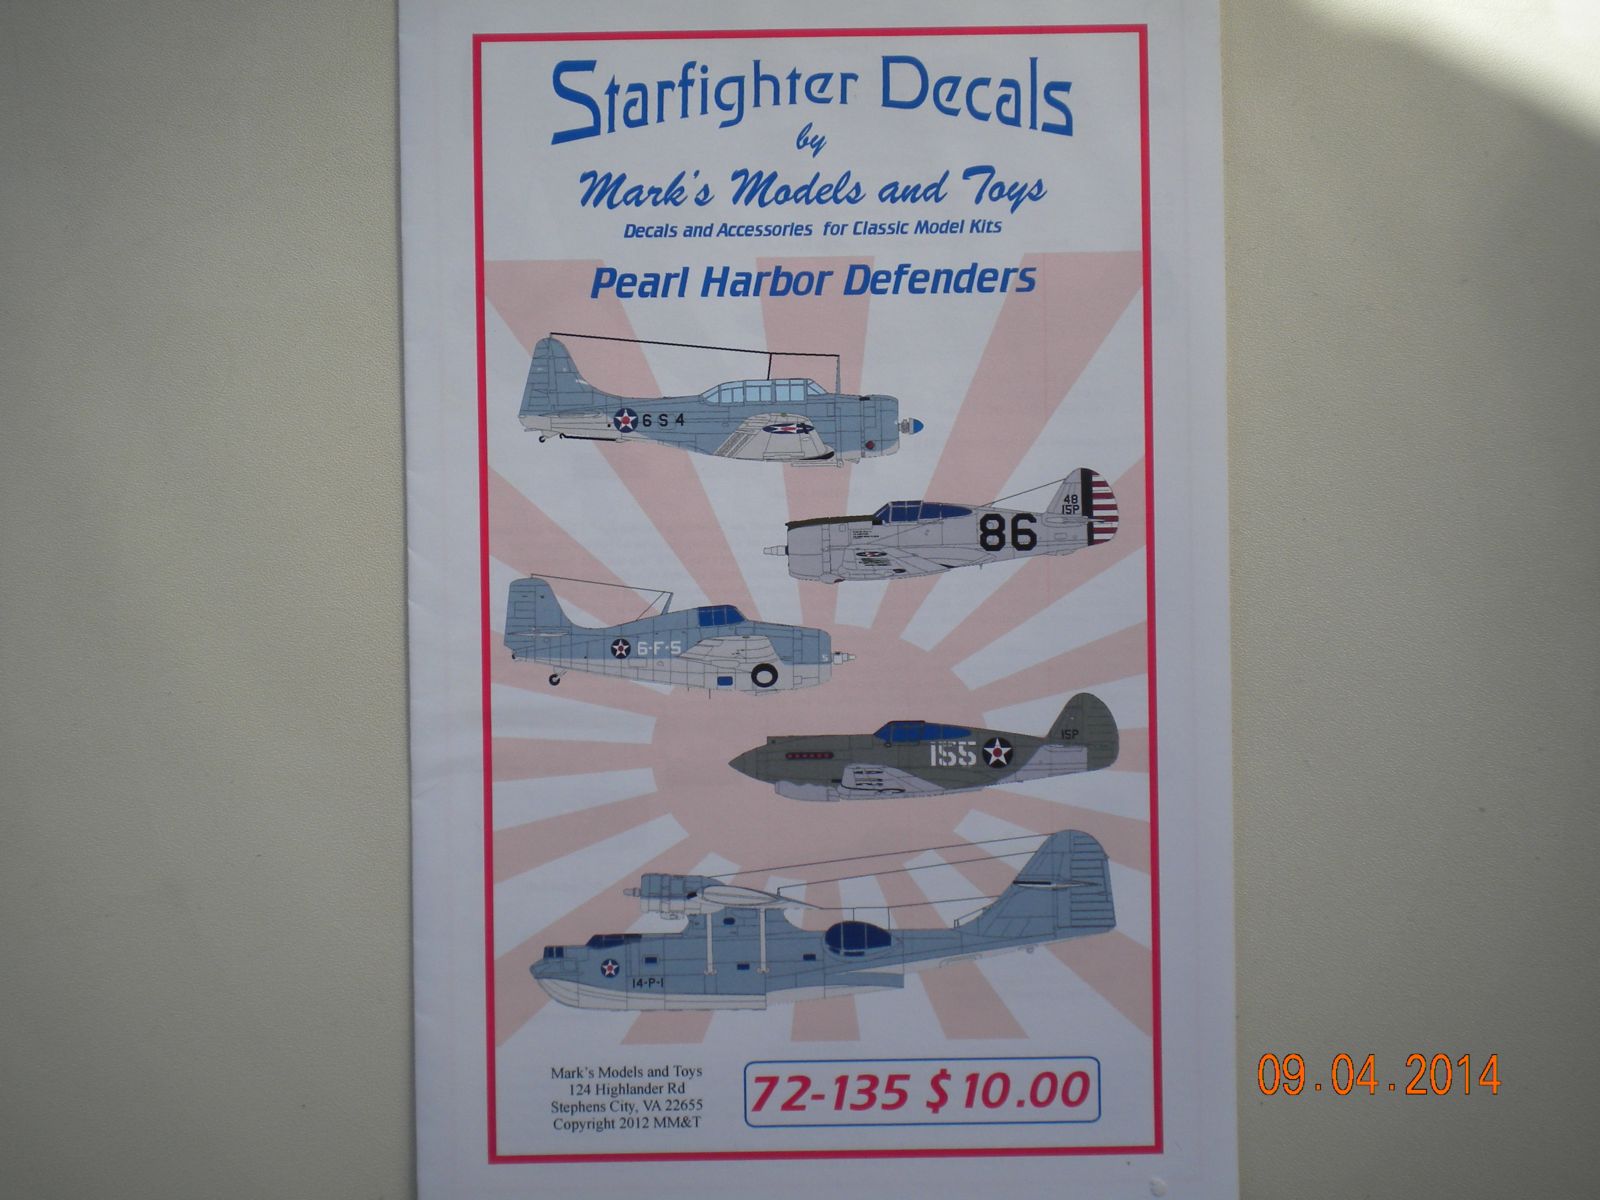 Starfighter Decals
by
Mark's Models and Toys
Decals and Accessories for Classic Model Kits
Pearl Harbor Defenders
6 S 4
86
48
15P
6-F-5
5
155
15P
14-P-1
Mark's Models and Toys
124 Highlander Rd
Stephens City, VA 22655
Copyright 2012 MM&T
72-135 $ 10.00
09.04.2014